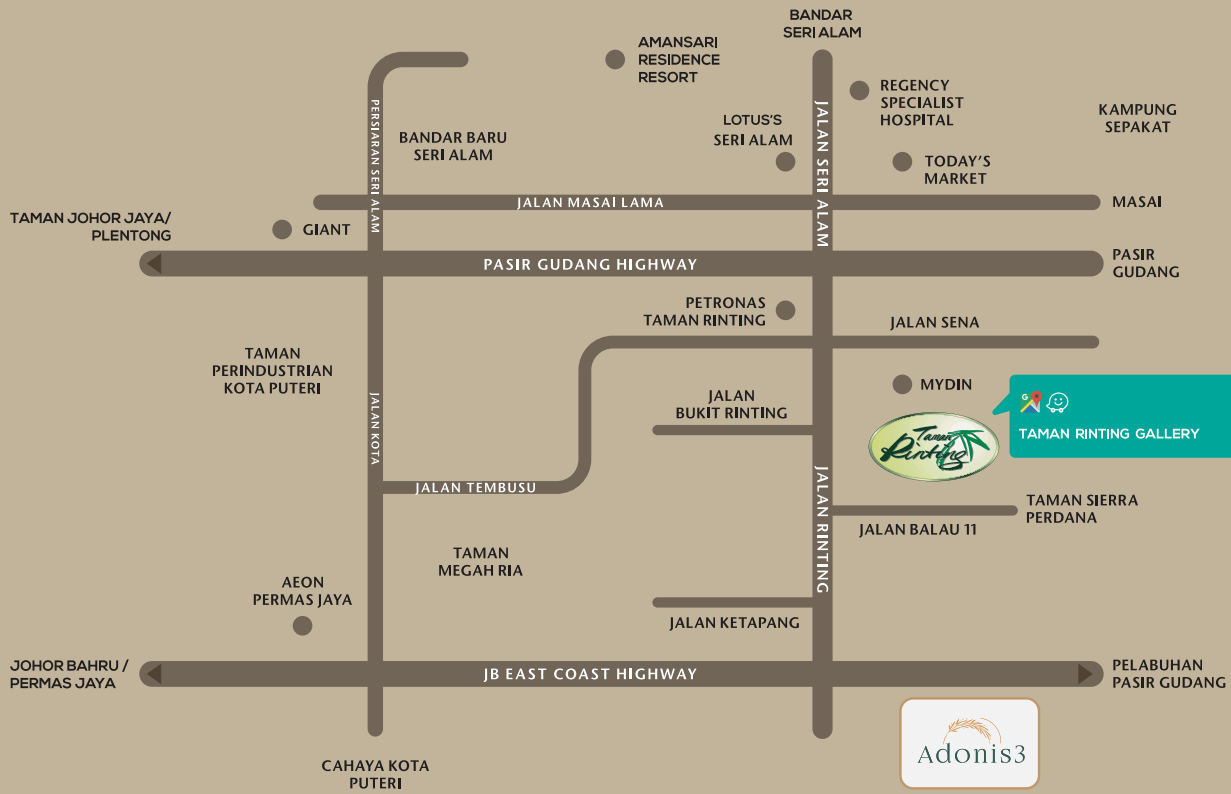 BANDAR
SERI ALAM
AMANSARI
RESIDENCE
RESORT
REGENCY
SPECIALIST
HOSPITAL
KAMPUNG
SEPAKAT
PERSIARAN SERI ALAM
BANDAR BARU
SERI ALAM
LOTUS'S
SERI ALAM
JALAN SERI ALAM
TODAY'S
MARKET
JALAN MASAI LAMA
MASAI
TAMAN JOHOR JAYA/
PLENTONG
GIANT
PASIR GUDANG HIGHWAY
PASIR
GUDANG
PETRONAS
TAMAN RINTING
JALAN SENA
TAMAN
PERINDUSTRIAN
KOTA PUTERI
JALAN KOTA
JALAN
BUKIT RINTING
MYDIN
G
Taman
Rinting
TAMAN RINTING GALLERY
JALAN TEMBUSU
JALAN RINTING
TAMAN SIERRA
PERDANA
JALAN BALAU 11
TAMAN
MEGAH RIA
AEON
PERMAS JAYA
JALAN KETAPANG
JOHOR BAHRU /
PERMAS JAYA
JB EAST COAST HIGHWAY
PELABUHAN
PASIR GUDANG
Adonis3
CAHAYA KOTA
PUTERI